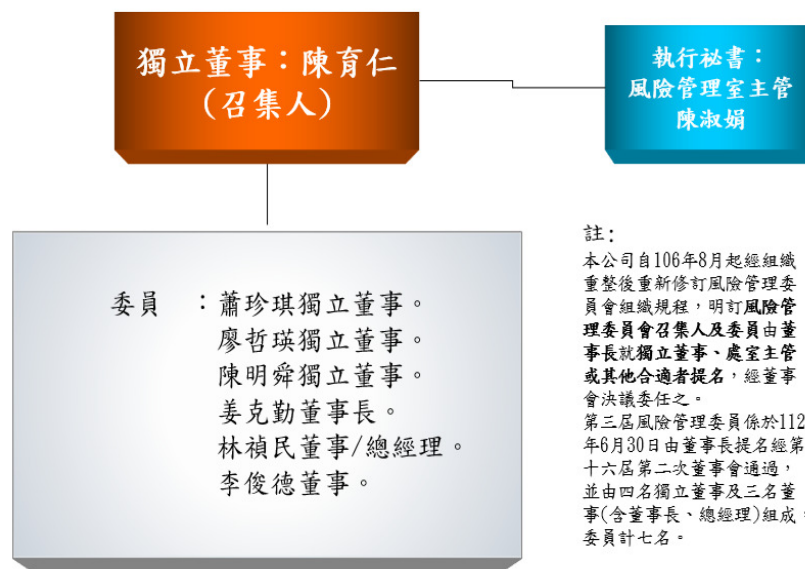 獨立董事：陳育仁
(召集人)
執行祕書：
風險管理室主管
陳淑娟
委員　：蕭珍琪獨立董事。
廖哲瑛獨立董事。
陳明舜獨立董事。
姜克勤董事長。
林禎民董事/總經理。
李俊德董事。
註：
本公司自106年8月起經組織
重整後重新修訂風險管理委
員會組織規程，明訂風險管
理委員會召集人及委員由董
事長就獨立董事、處室主管
或其他合適者提名，經董事
會決議委任之。
第三屆風險管理委員係於112
年6月30日由董事長提名經第
十六屆第二次董事會通過，
並由四名獨立董事及三名董
事(含董事長、總經理)組成，
委員計七名。